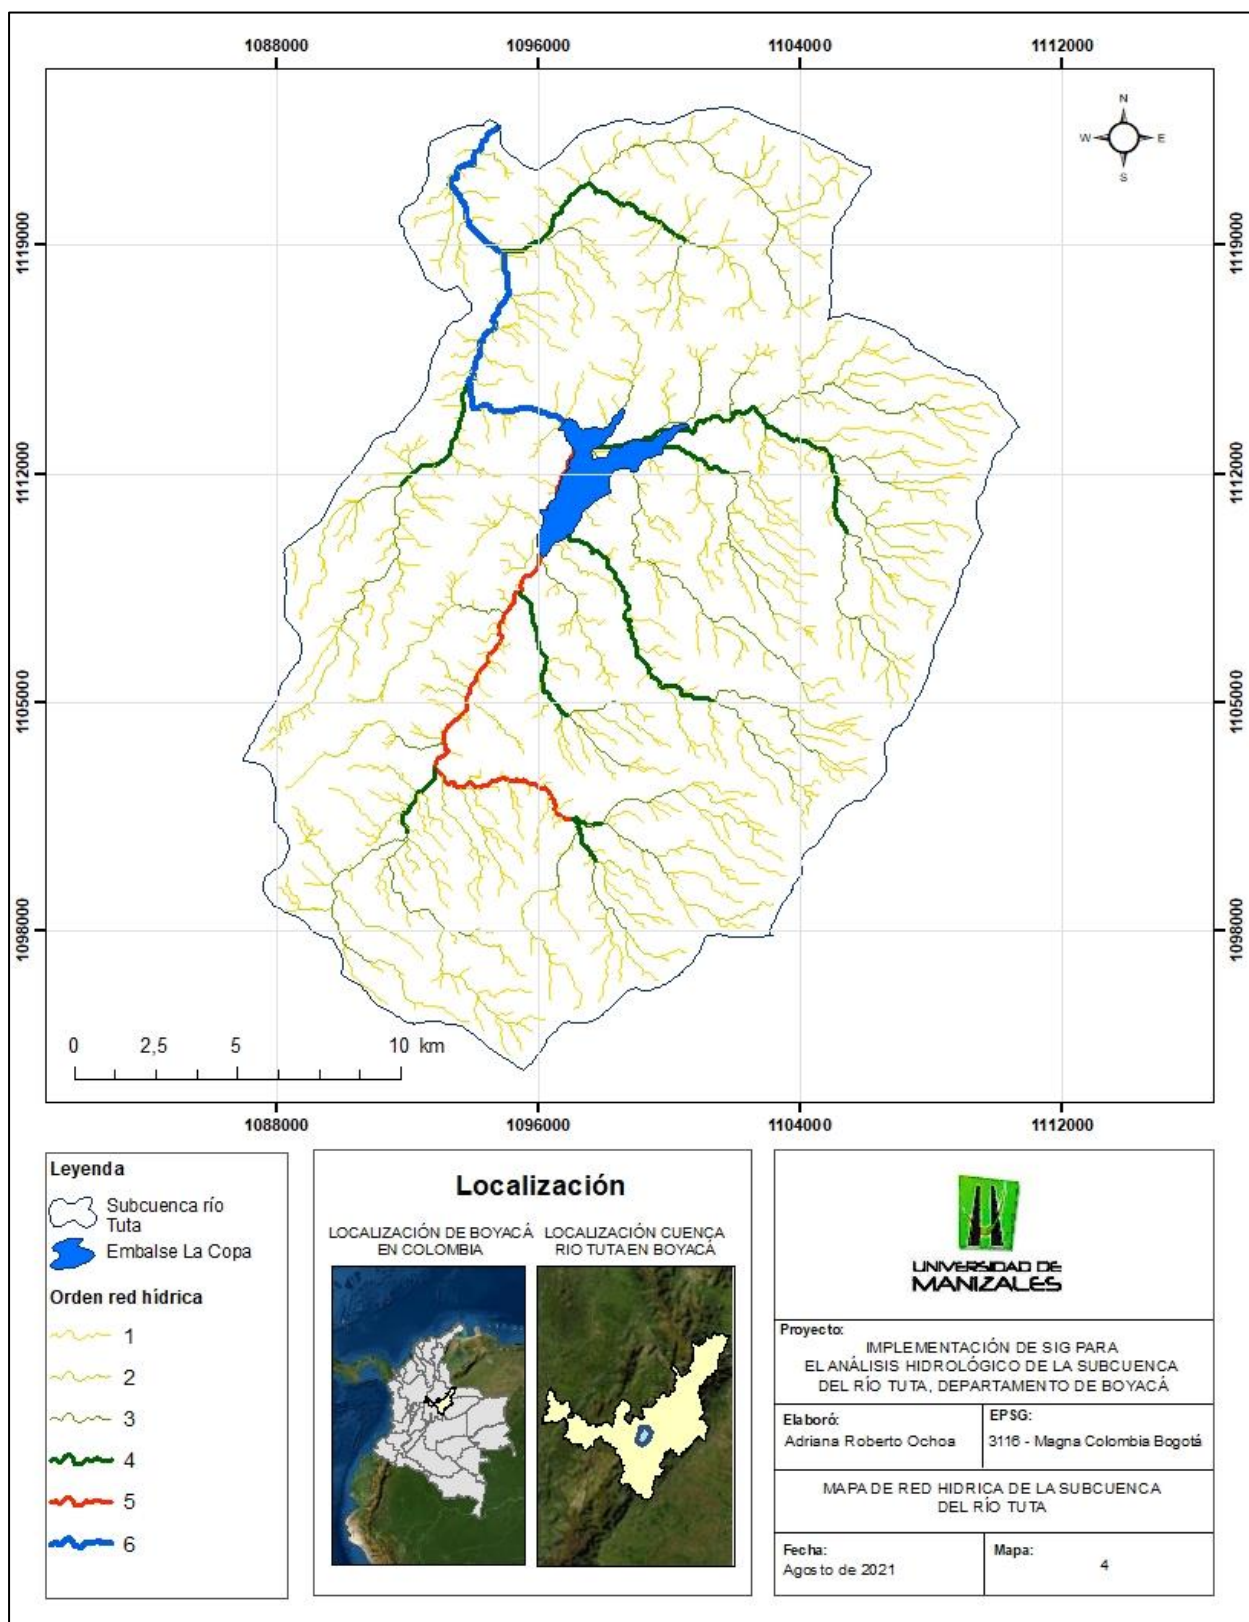 1088000
1096000
1104000
1112000
N
W
E
S
1119000
1119000
1112000
1112000
1105000
1105000
1098000
1098000
0
2,5
5
10 km
1088000
1096000
1104000
1112000
Leyenda
Subcuenca río
Tuta
Embalse La Copa
Orden red hídrica
1
2
3
4
5
6
Localización
LOCALIZACIÓN DE BOYACÁ
EN COLOMBIA
LOCALIZACIÓN CUENCA
RIO TUTA EN BOYACÁ
UNIVERSIDAD DE
MANIZALES
Proyecto:
IMPLEMENTACIÓN DE SIG PARA
EL ANÁLISIS HIDROLÓGICO DE LA SUBCUENCA
DEL RÍO TUTA, DEPARTAMENTO DE BOYACÁ
Elaboró:
Adriana Roberto Ochoa
EPSG:
3116 - Magna Colombia Bogotá
MAPA DE RED HIDRICA DE LA SUBCUENCA
DEL RÍO TUTA
Fecha:
Agosto de 2021
Mapa:
4